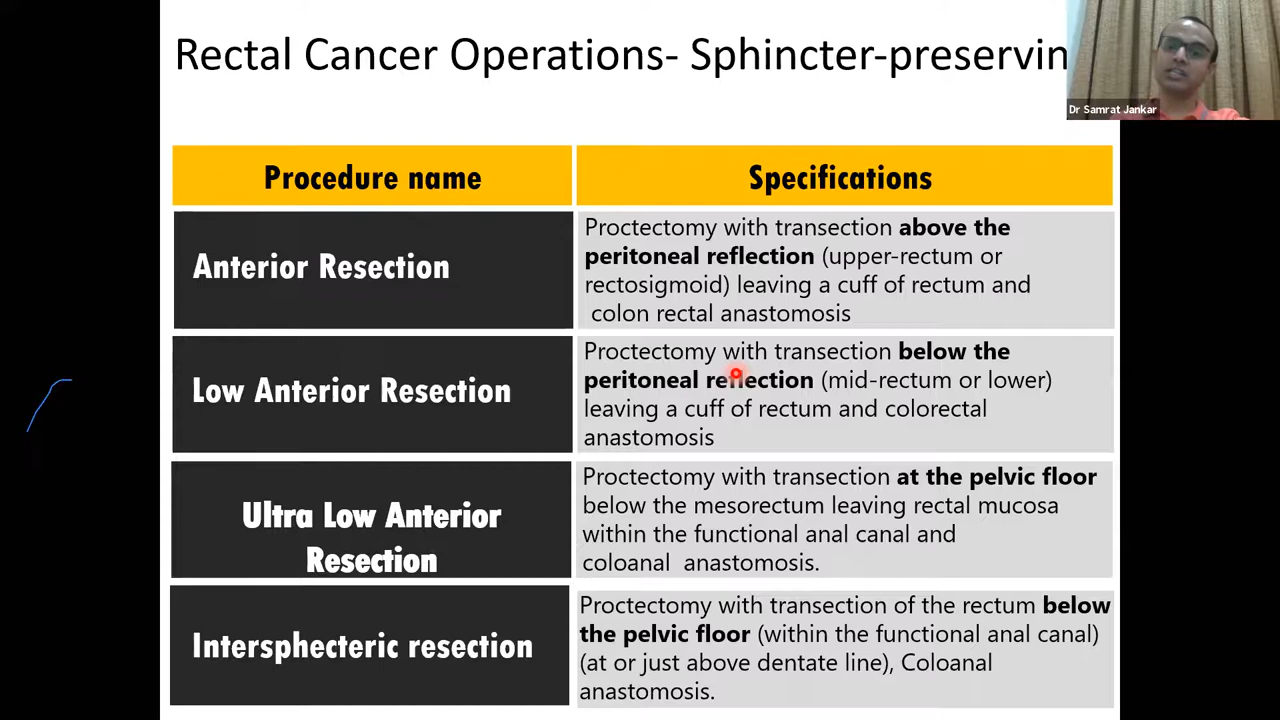 Rectal Cancer Operations- Sphincter-preservin
Dr Samrat Jankar
Procedure name
Specifications
Anterior Resection
Proctectomy with transection above the
peritoneal reflection (upper-rectum or
rectosigmoid) leaving a cuff of rectum and
colon rectal anastomosis
Low Anterior Resection
Proctectomy with transection below the
peritoneal reflection (mid-rectum or lower)
leaving a cuff of rectum and colorectal
anastomosis
Ultra Low Anterior
Resection
Proctectomy with transection at the pelvic floor
below the mesorectum leaving rectal mucosa
within the functional anal canal and
coloanal anastomosis.
Intersphecteric resection
Proctectomy with transection of the rectum below
the pelvic floor (within the functional anal canal)
(at or just above dentate line), Coloanal
anastomosis.